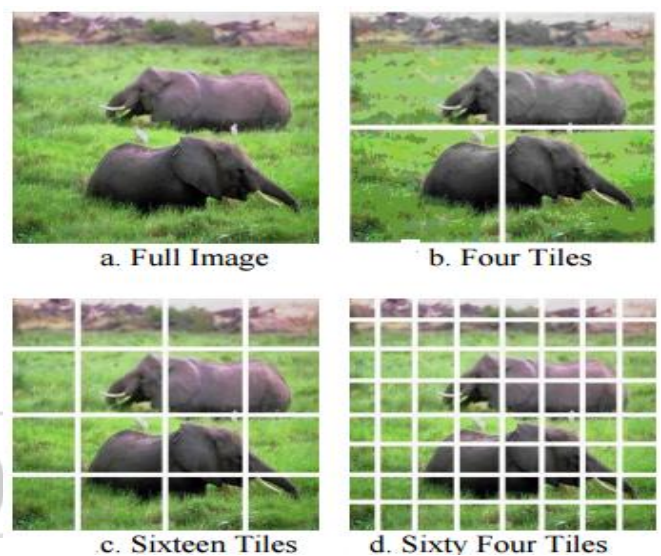 a. Full Image
b. Four Tiles
c. Sixteen Tiles
d. Sixty Four Tiles